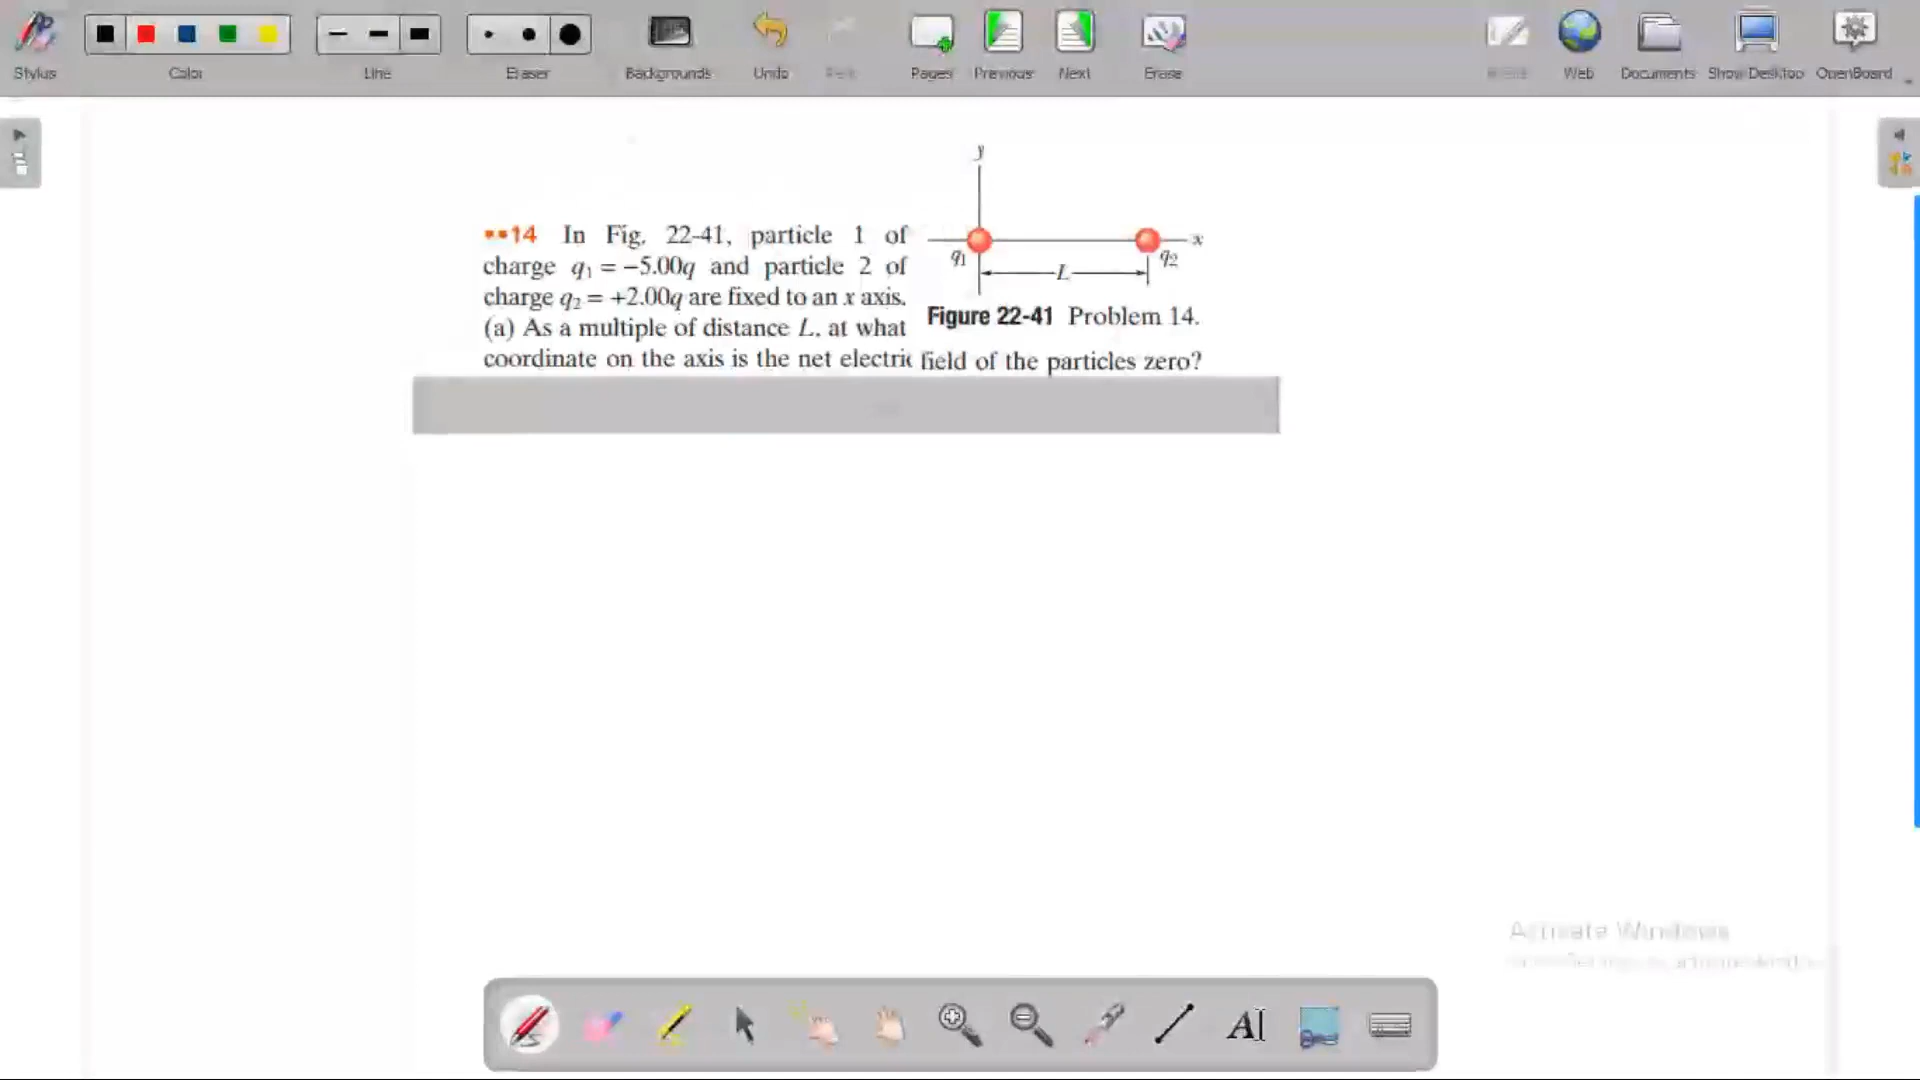 Stylus
Color
Line
Eraser
Backgrounds
Undo
Pages
Previous
Next
Erase
Web
Documents
Show Desktop
OpenBoard
y
••14 In Fig. 22-41, particle 1 of
charge q₁ = −5.00q and particle 2 of
charge q₂ = +2.00q are fixed to an x axis.
(a) As a multiple of distance L, at what
coordinate on the axis is the net electric field of the particles zero?
x
q₁
q₂
L
Figure 22-41 Problem 14.
Activate Windows